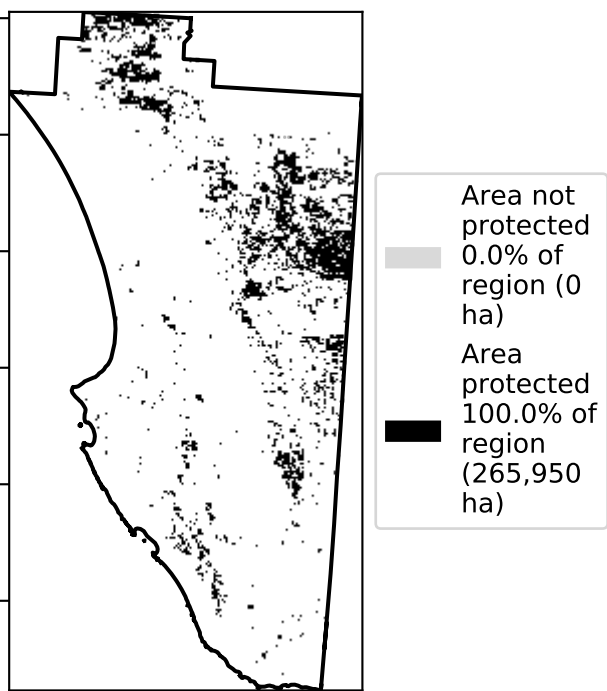 Area not
protected
0.0% of
region (0
ha)
Area
protected
100.0% of
region
(265,950
ha)